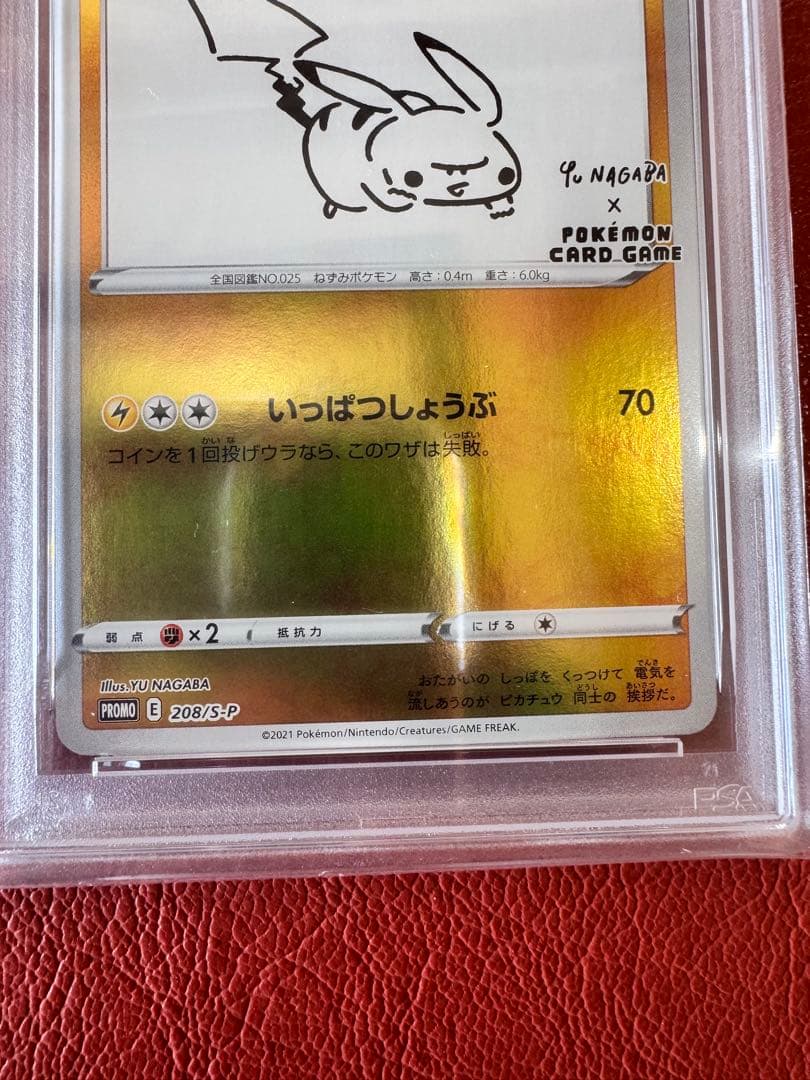 Yu NAGABA
X
POKÉMON
CARD GAME
全国図鑑NO.025 ねずみポケモン 高さ:0.4m 重さ:6.0kg
いっぱつしょうぶ 70
コインを1回投げウラなら、このワザは失敗。
弱点 ×2 抵抗力 にげる
Illus.YU NAGABA
おたがいの しっぽを くっつけて 電気を
流しあうのが ピカチュウ 同士の 挨拶だ。
PROMO E 208/S-P
©2021 Pokémon/Nintendo/Creatures/GAME FREAK.
PSA